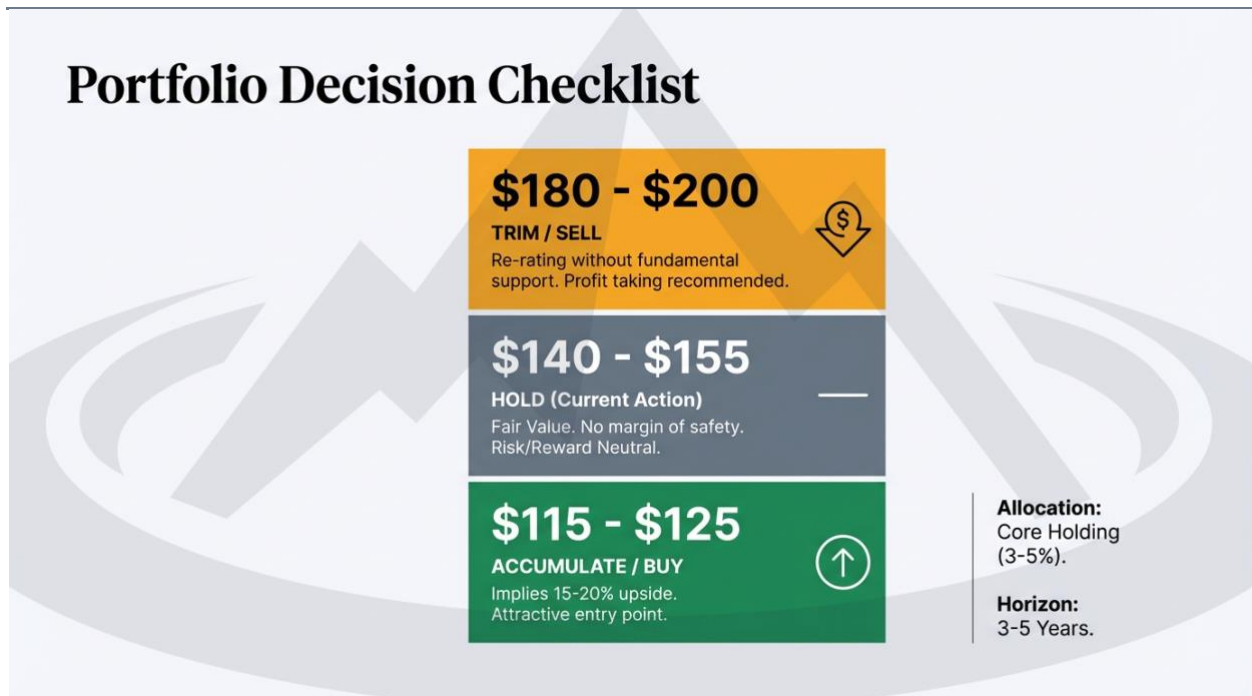 Portfolio Decision Checklist
$180 - $200
TRIM / SELL
Re-rating without fundamental
support. Profit taking recommended.
$140 - $155
HOLD (Current Action)
Fair Value. No margin of safety.
Risk/Reward Neutral.
$115 - $125
ACCUMULATE / BUY
Implies 15-20% upside.
Attractive entry point.
Allocation:
Core Holding
(3-5%).
Horizon:
3-5 Years.